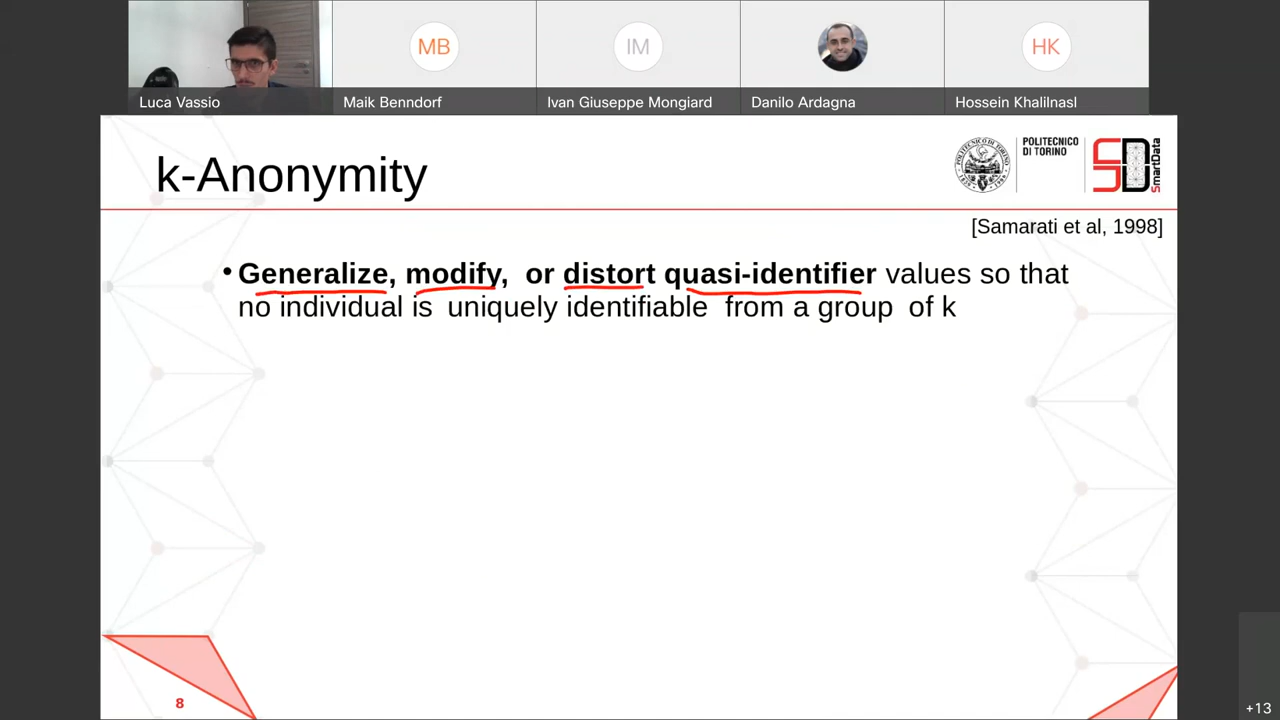 MB
IM
HK
Luca Vassio
Maik Benndorf
Ivan Giuseppe Mongiard
Danilo Ardagna
Hossein Khalilnasl
k-Anonymity
POLITECNICO
DI TORINO
SmartData
[Samarati et al, 1998]
• Generalize, modify, or distort quasi-identifier values so that
no individual is uniquely identifiable from a group of k
8
+13